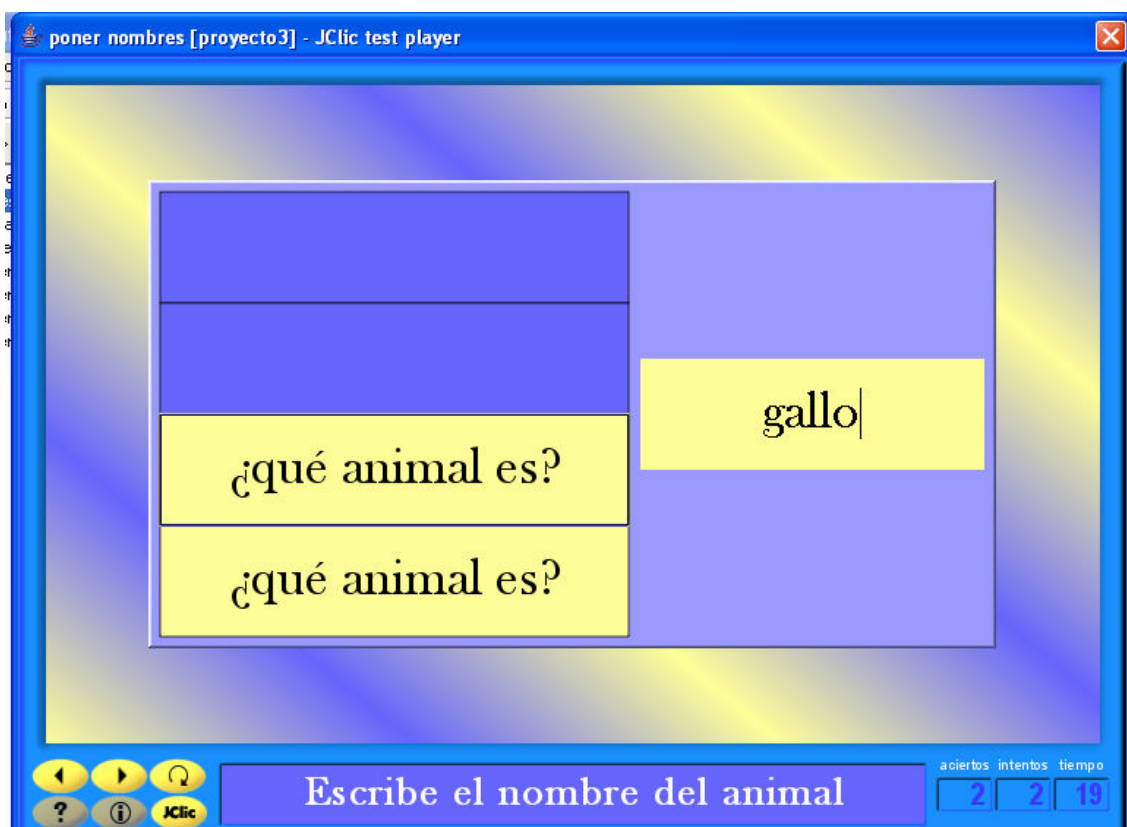 poner nombres [proyecto3] - JClic test player
¿qué animal es?
gallo
¿qué animal es?
Escribe el nombre del animal
aciertos intentos tiempo
2 2 19
?
JClic